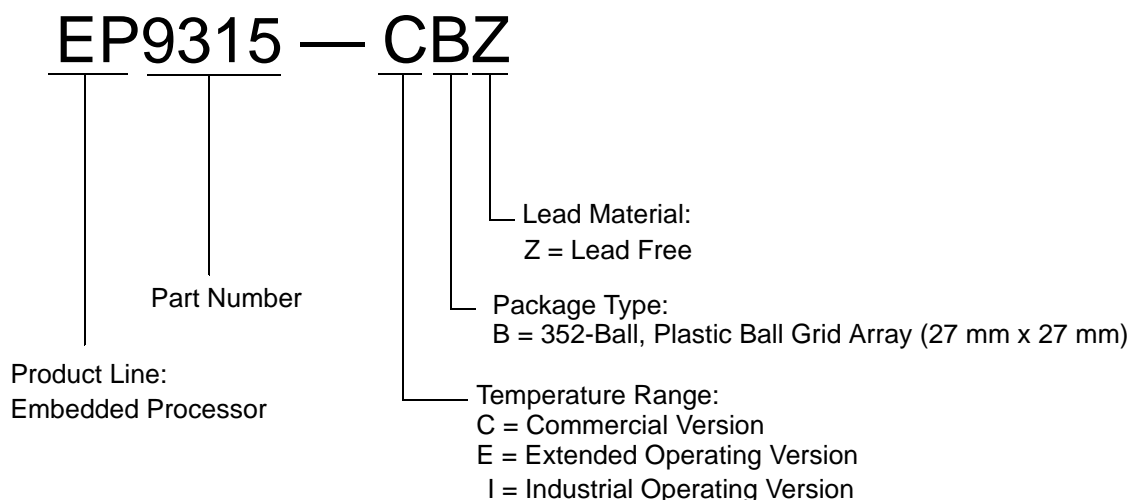 EP9315 — CBZ
Lead Material:
Z = Lead Free
Part Number
Package Type:
B = 352-Ball, Plastic Ball Grid Array (27 mm x 27 mm)
Product Line:
Embedded Processor
Temperature Range:
C = Commercial Version
E = Extended Operating Version
I = Industrial Operating Version